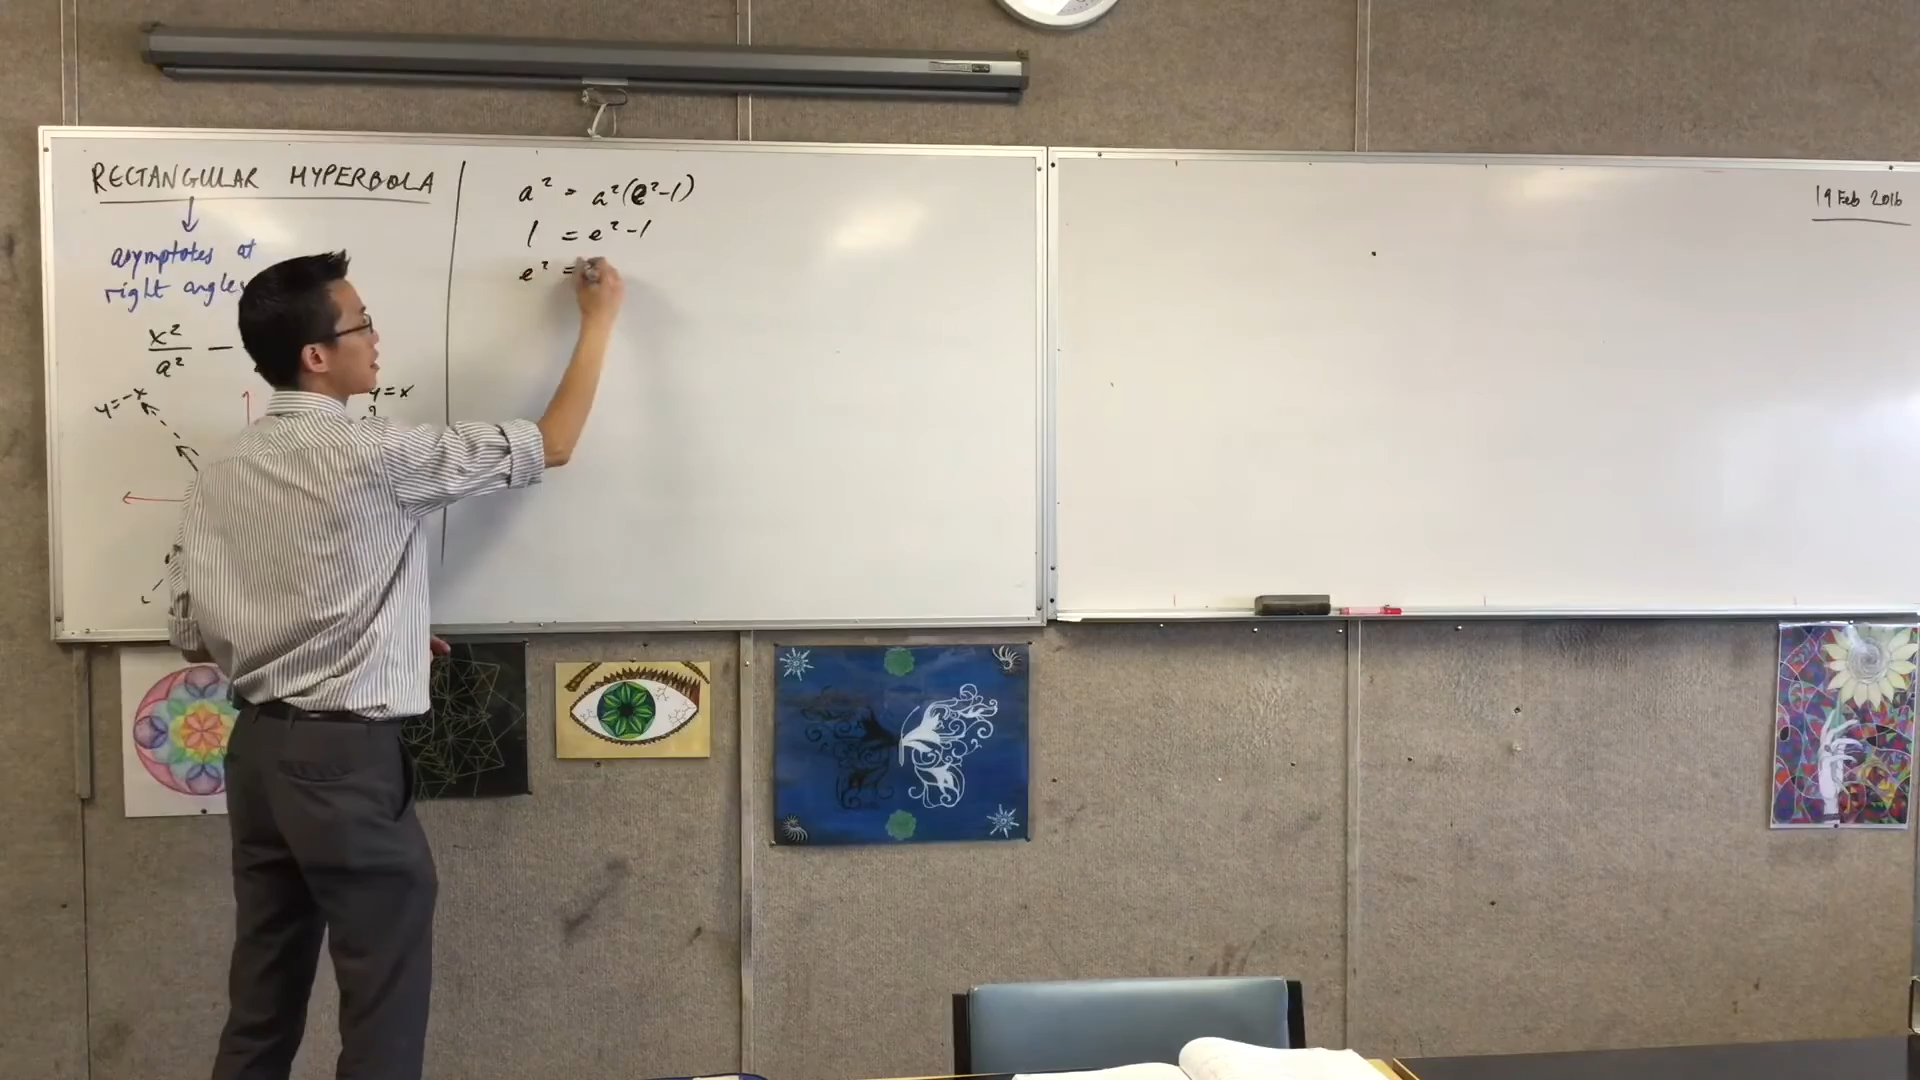 RECTANGULAR HYPERBOLA
↓
asymptotes at
right angles
x²/a² −
y=-x
y=x
a² = a²(e²-1)
1 = e²-1
e² =
19 Feb 2016